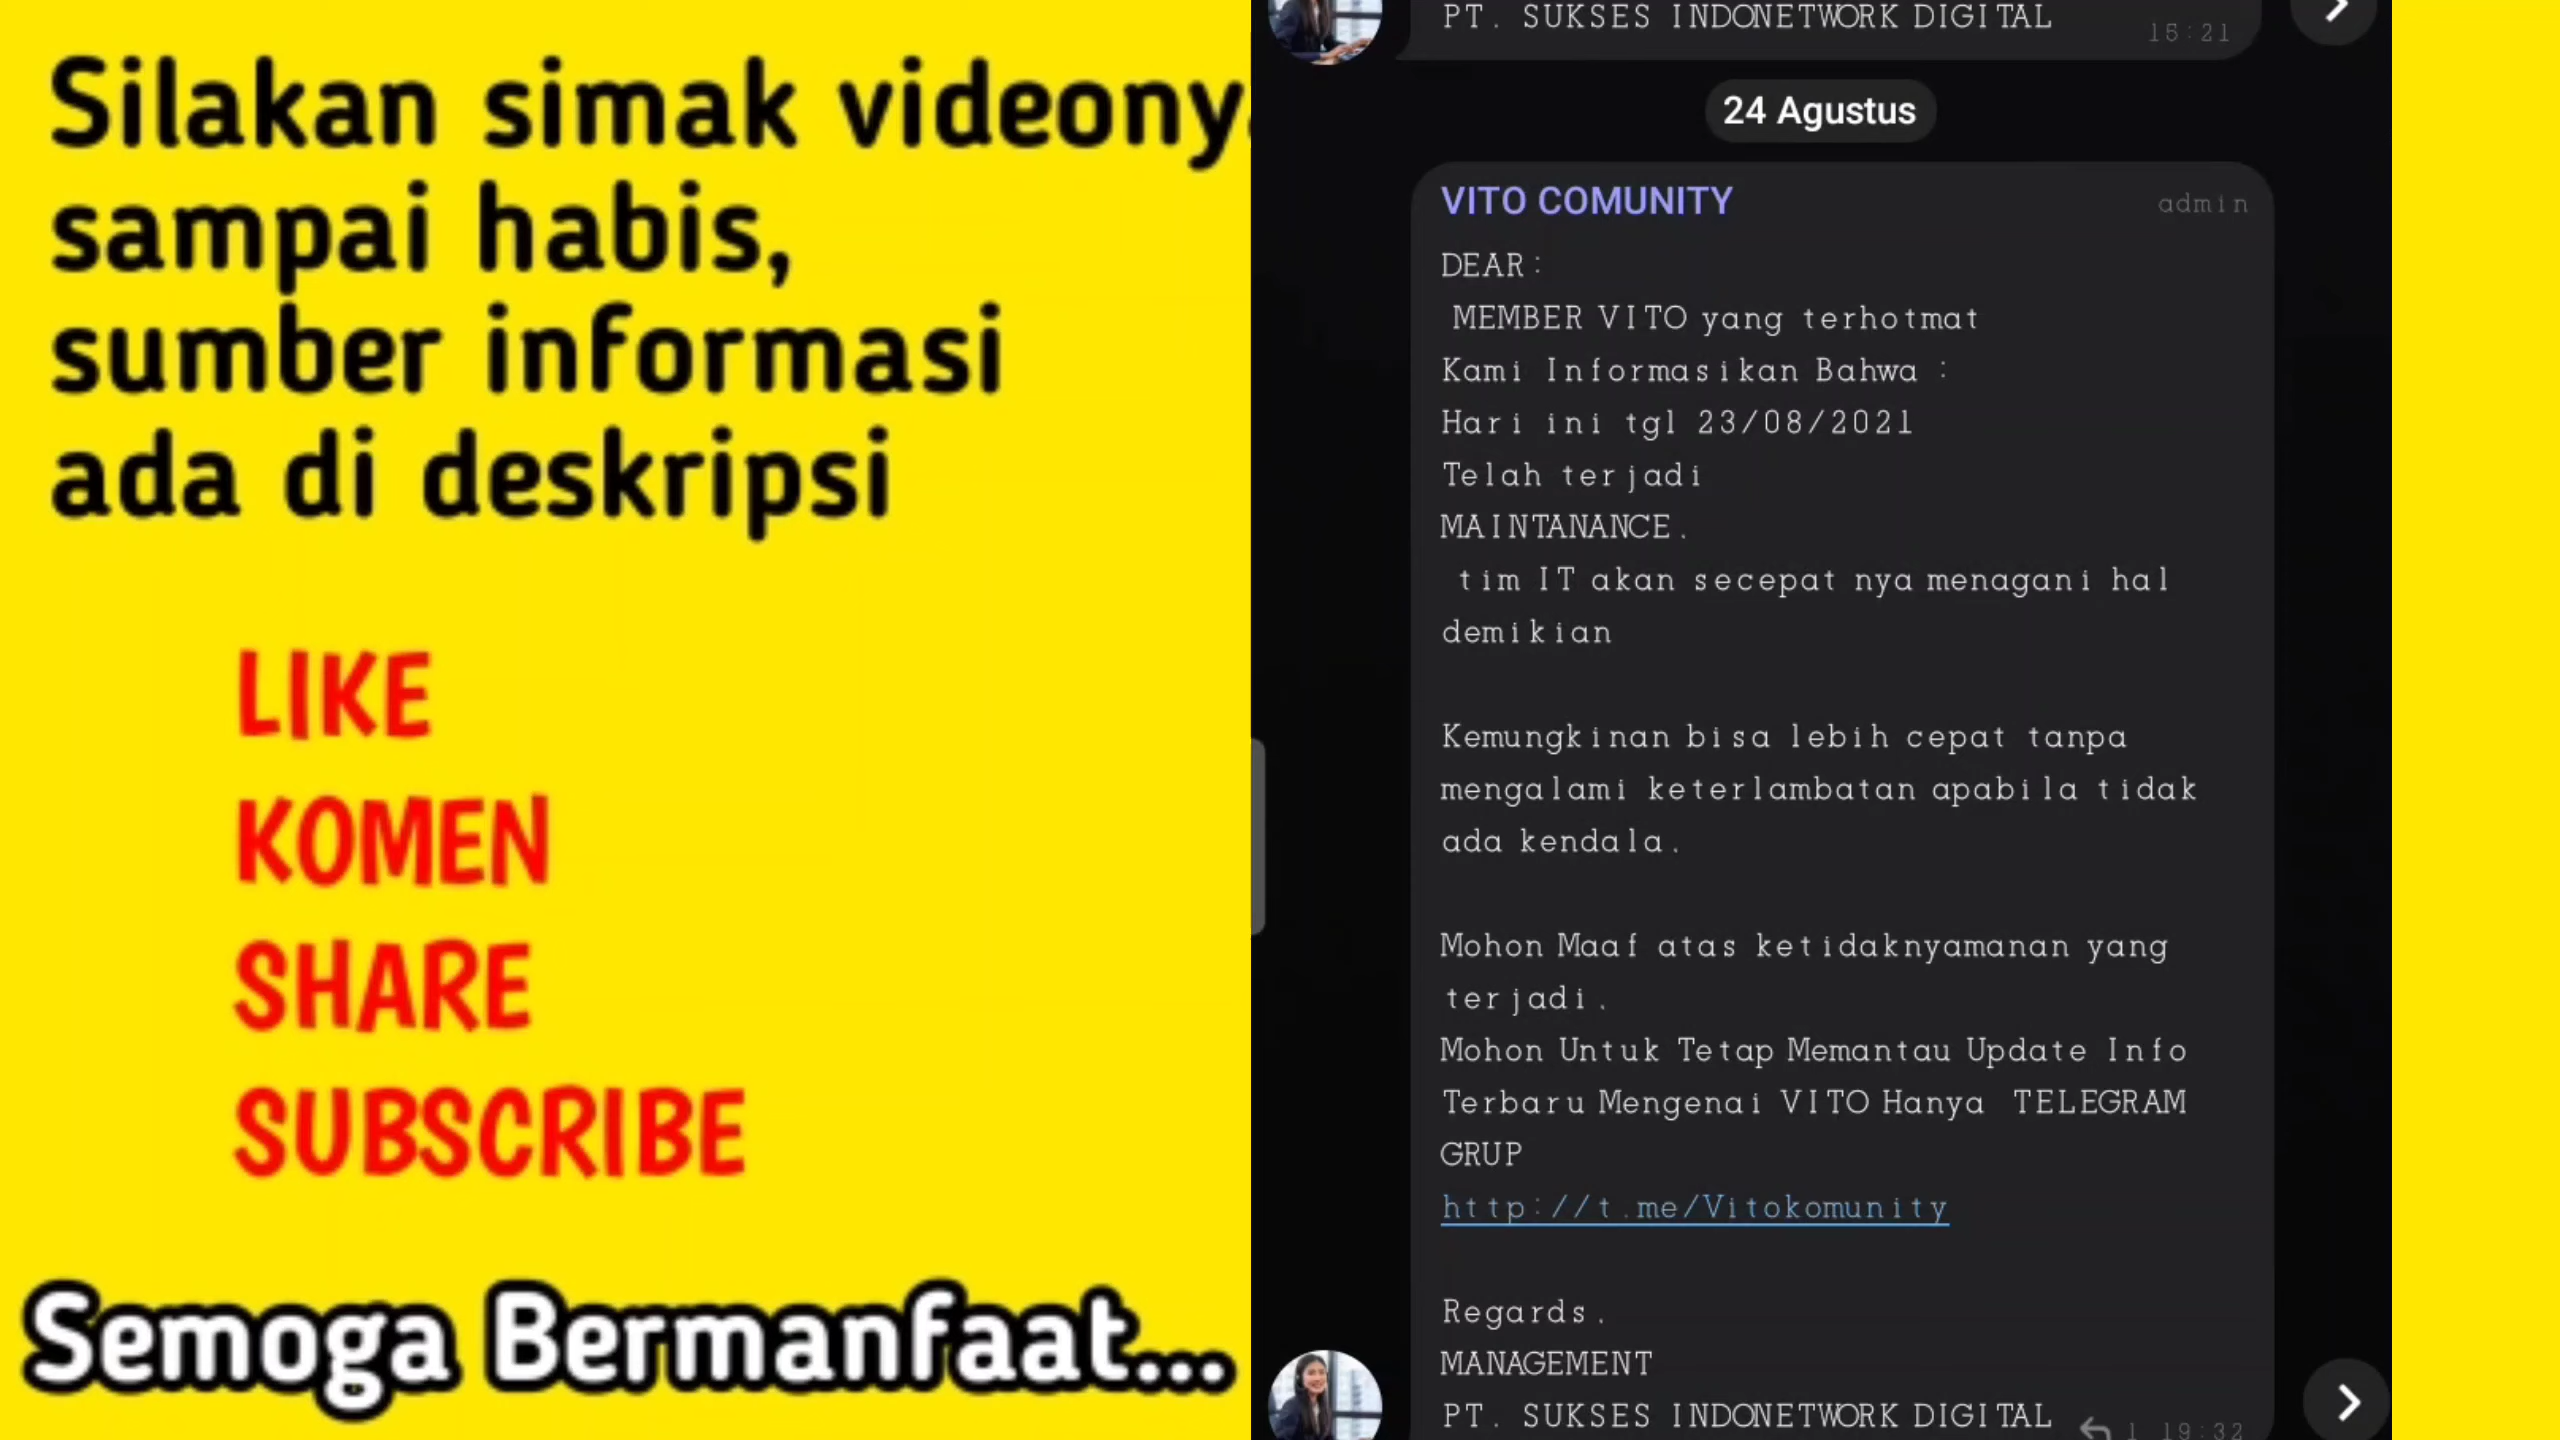 Silakan simak videony
sampai habis,
sumber informasi
ada di deskripsi
LIKE
KOMEN
SHARE
SUBSCRIBE
Semoga Bermanfaat...
PT. SUKSES INDONETWORK DIGITAL
15:21
24 Agustus
VITO COMUNITY
admin
DEAR:
MEMBER VITO yang terhotmat
Kami Informasikan Bahwa :
Hari ini tgl 23/08/2021
Telah terjadi
MAINTANANCE.
tim IT akan secepat nya menagani hal
demikian
Kemungkinan bisa lebih cepat tanpa
mengalami keterlambatan apabila tidak
ada kendala.
Mohon Maaf atas ketidaknyamanan yang
terjadi.
Mohon Untuk Tetap Memantau Update Info
Terbaru Mengenai VITO Hanya TELEGRAM
GRUP
http://t.me/Vitokomunity
Regards.
MANAGEMENT
PT. SUKSES INDONETWORK DIGITAL
1 19:32